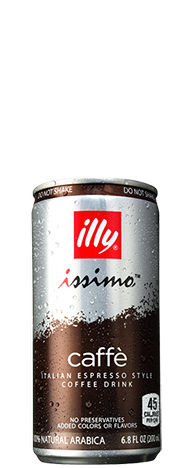 DO NOT SHAKE DO NOT SHAKE
illy
issimo™
caffè
ITALIAN ESPRESSO STYLE
COFFEE DRINK
45
CALORIES
PER CAN
NO PRESERVATIVES
ADDED COLORS OR FLAVORS
100% NATURAL ARABICA 6.8 FL OZ (200 mL)